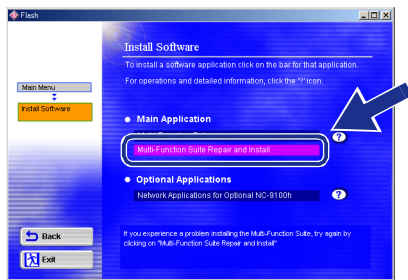 Flash
Install Software
To install a software application click on the bar for that application.
For operations and detailed information, click the "?" icon.
Main Menu
Install Software
Main Application
?
Multi-Function Suite Repair and Install
Optional Applications
Network Applications for Optional NC-9100h
?
Back
If you experience a problem installing the Multi-Function Suite, try again by
clicking on "Multi-Function Suite Repair and Install"
Exit